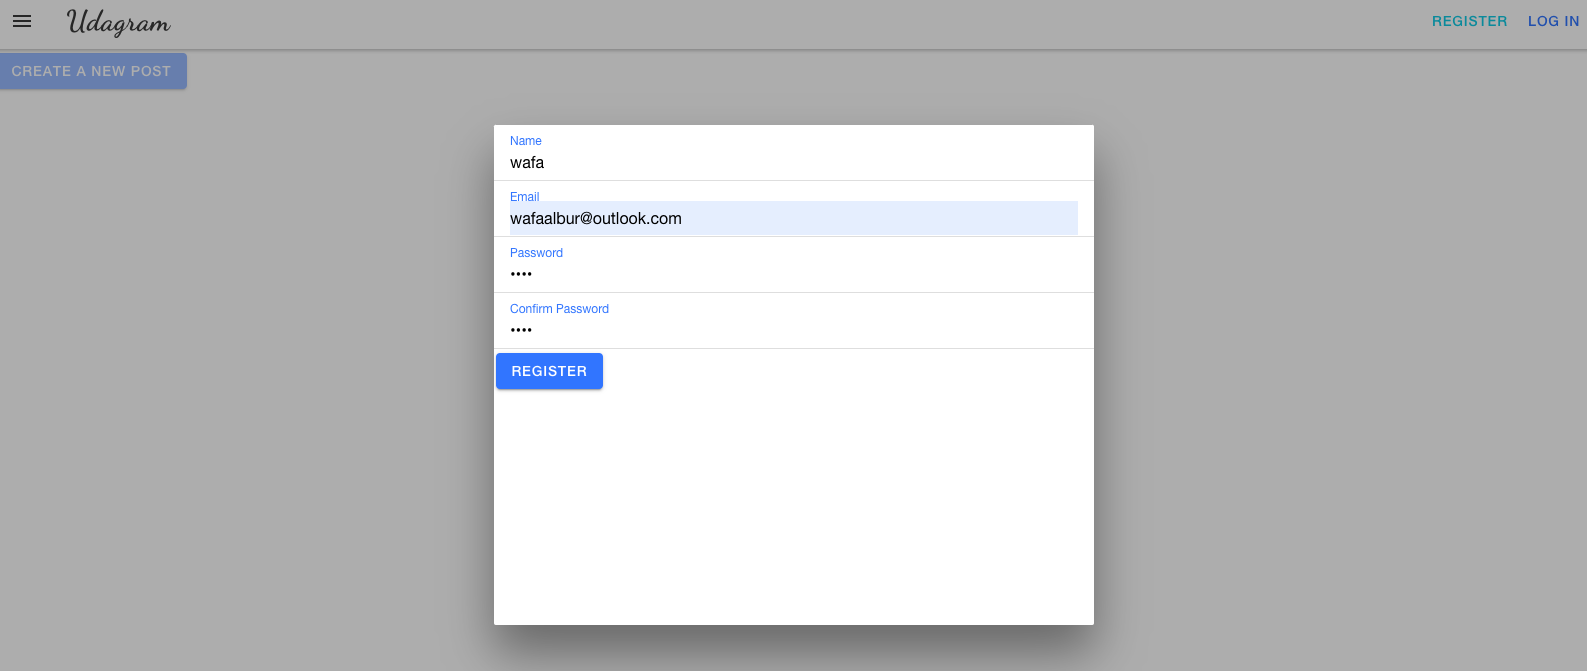 Udagram
REGISTER
LOG IN
CREATE A NEW POST
Name
wafa
Email
wafaalbur@outlook.com
Password
••••
Confirm Password
••••
REGISTER